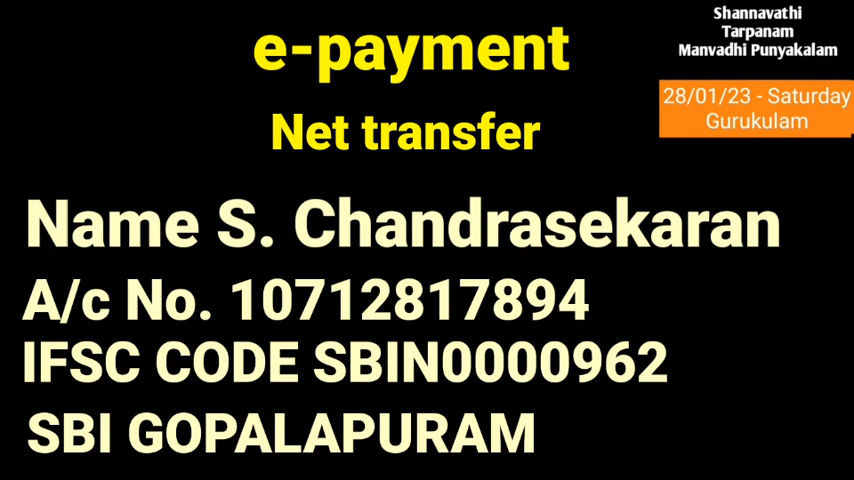 e-payment
Net transfer
Shannavathi
Tarpanam
Manvadhi Punyakalam
28/01/23 - Saturday
Gurukulam
Name S. Chandrasekaran
A/c No. 10712817894
IFSC CODE SBIN0000962
SBI GOPALAPURAM